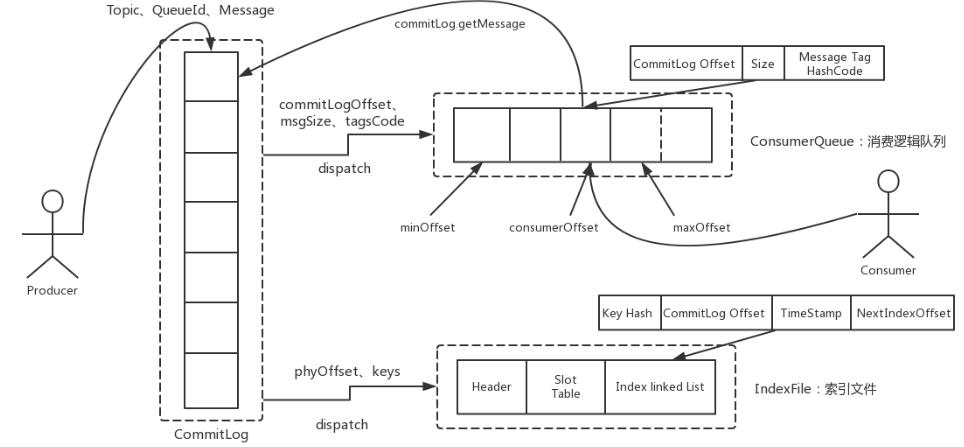 Topic、QueueId、Message
commitLog.getMessage
CommitLog Offset
Size
Message Tag
HashCode
commitLogOffset、
msgSize、tagsCode
dispatch
ConsumerQueue：消费逻辑队列
minOffset
consumerOffset
maxOffset
Producer
Consumer
Key Hash
CommitLog Offset
TimeStamp
NextIndexOffset
phyOffset、keys
dispatch
Header
Slot
Table
Index linked List
IndexFile：索引文件
CommitLog